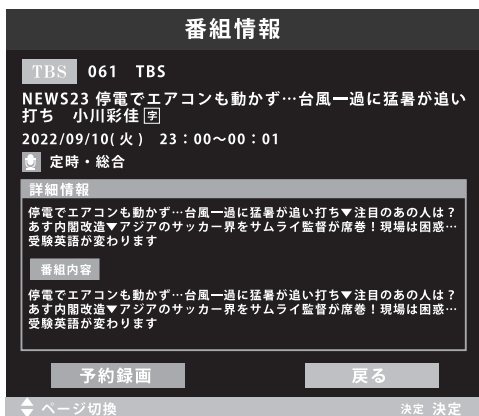 番組情報
TBS 061 TBS
NEWS23 停電でエアコンも動かず…台風一過に猛暑が追い
打ち 小川彩佳字
2022/09/10(火) 23：00～00：01
定時・総合
詳細情報
停電でエアコンも動かず…台風一過に猛暑が追い打ち▼注目のあの人は？
あす内閣改造▼アジアのサッカー界をサムライ監督が席巻！現場は困惑…
受験英語が変わります
番組内容
停電でエアコンも動かず…台風一過に猛暑が追い打ち▼注目のあの人は？
あす内閣改造▼アジアのサッカー界をサムライ監督が席巻！現場は困惑…
受験英語が変わります
予約録画 戻る
ページ切換 決定 決定